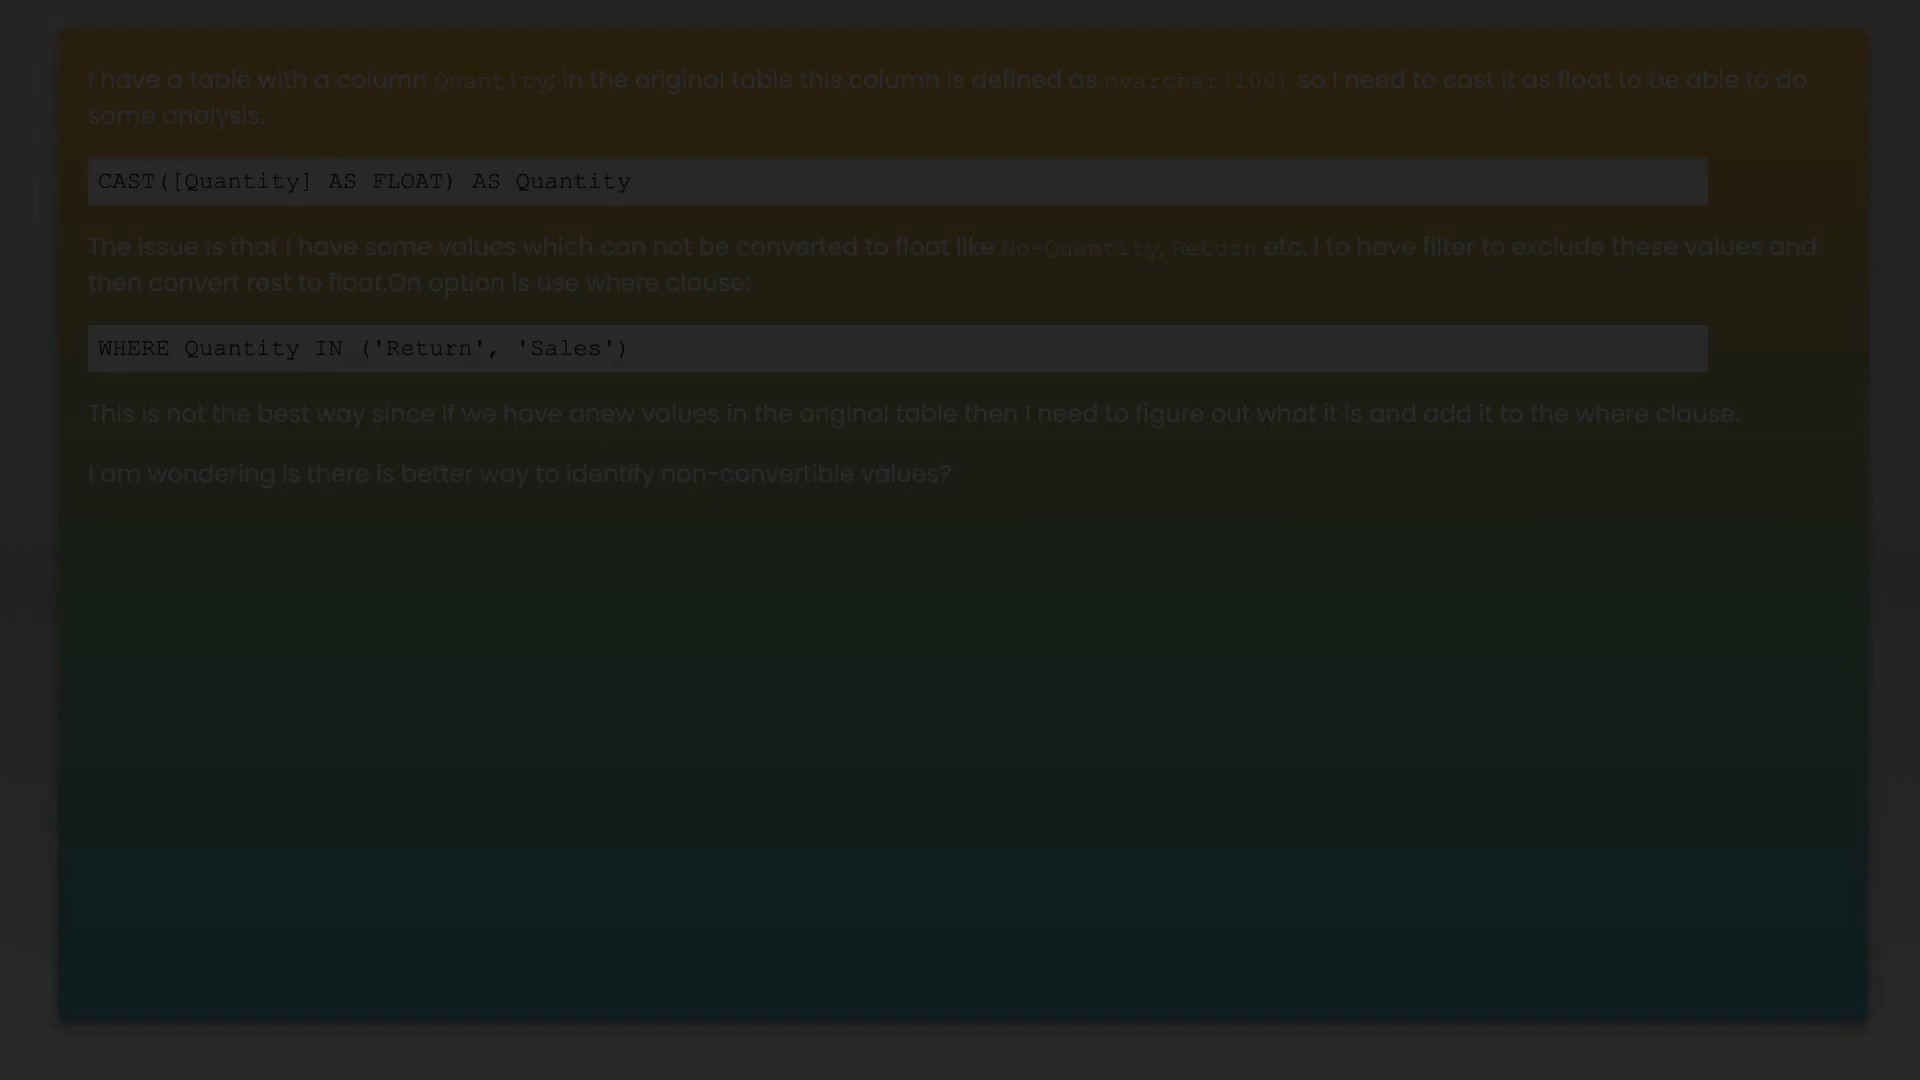 I have a table with a column Quantity; in the original table this column is defined as nvarchar(100) so I need to cast it as float to be able to do
some analysis:
CAST([Quantity] AS FLOAT) AS Quantity
The issue is that I have some values which can not be converted to float like No-Quantity, Return etc. I to have filter to exclude these values and
then convert rest to float.On option is use where clause:
WHERE Quantity IN ('Return', 'Sales')
This is not the best way since if we have anew values in the original table then I need to figure out what it is and add it to the where clause.
I am wondering is there is better way to identify non-convertible values?